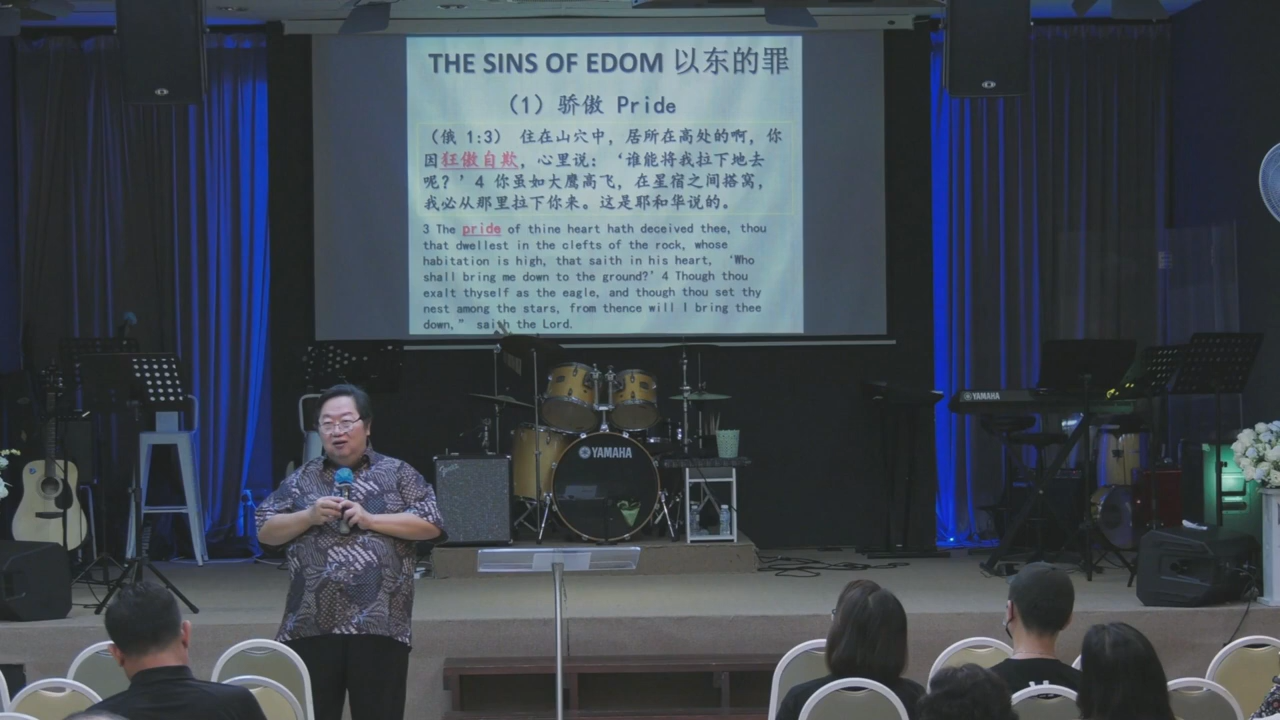 THE SINS OF EDOM 以东的罪
（1）骄傲 Pride
（俄 1:3） 住在山穴中，居所在高处的啊，你
因狂傲自欺，心里说：‘谁能将我拉下地去
呢？’4 你虽如大鹰高飞，在星宿之间搭窝，
我必从那里拉下你来。这是耶和华说的。
3 The pride of thine heart hath deceived thee, thou
that dwellest in the clefts of the rock, whose
habitation is high, that saith in his heart, ‘Who
shall bring me down to the ground?’ 4 Though thou
exalt thyself as the eagle, and though thou set thy
nest among the stars, from thence will I bring thee
down,” saith the Lord.
YAMAHA
YAMAHA